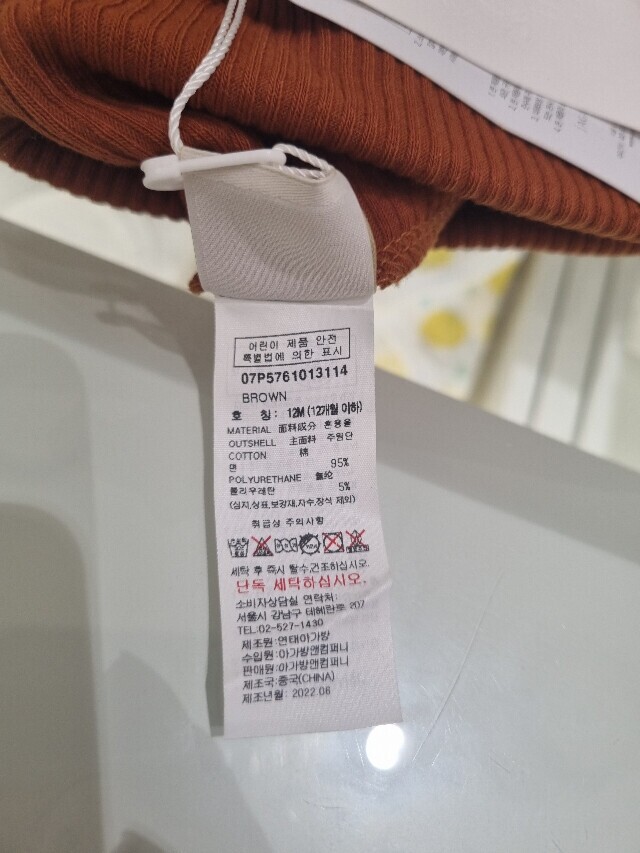 어린이 제품 안전
특별법에 의한 표시
07P5761013114
BROWN
호 칭: 12M (12개월 이하)
MATERIAL 面料成分 혼용율
OUTSHELL 主面料 주원단
COTTON 棉
면 95%
POLYURETHANE 氨纶
폴리우레탄 5%
(심지,상표,보강재,자수,장식 제외)
취급상 주의사항
세탁 후 즉시 탈수,건조하십시오.
단독 세탁하십시오.
소비자상담실 연락처:
서울시 강남구 테헤란로 207
TEL:02-527-1430
제조원:연태아가방
수입원:아가방앤컴퍼니
판매원:아가방앤컴퍼니
제조국:중국(CHINA)
제조년월: 2022.06